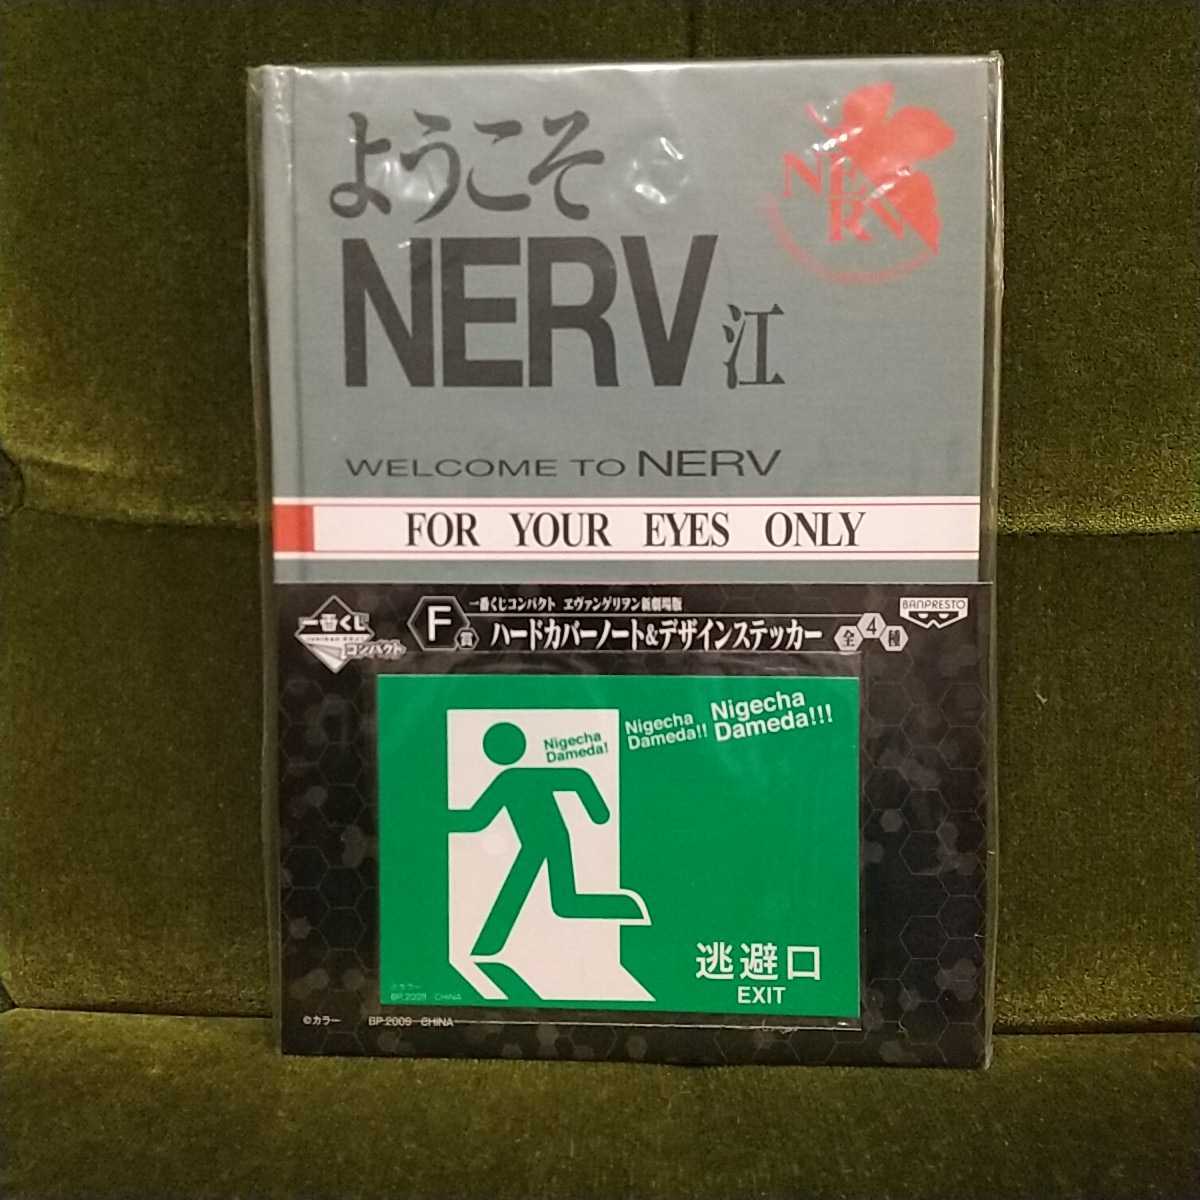 ようこそ
NERV江
NERV
WELCOME TO NERV
FOR YOUR EYES ONLY
一番くじ
コンパクト
F賞
一番くじコンパクト ヱヴァンゲリヲン新劇場版
ハードカバーノート&デザインステッカー
全4種
BANPRESTO
Nigecha
Dameda!
Nigecha
Dameda!!
Nigecha
Dameda!!!
逃避口
EXIT
©カラー
BP.2009 CHINA
©カラー BP.2009 CHINA